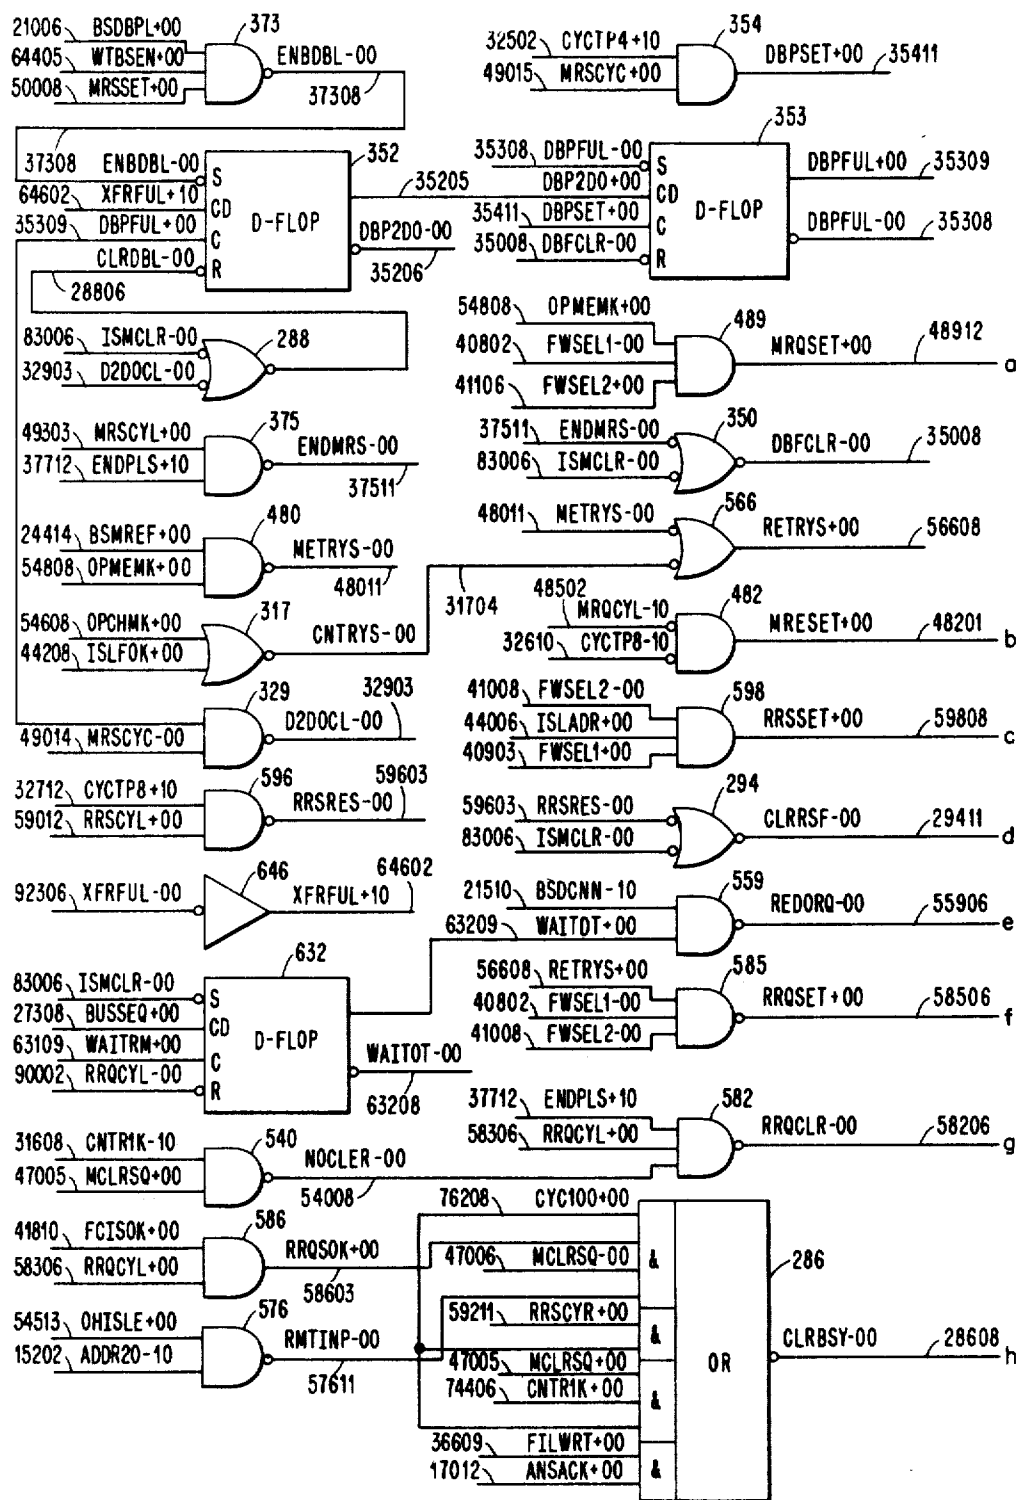 21006 BSDBPL+00
373
64405 WTBSEN+00
ENBDBL-00
50008 MRSSET+00
37308
32502 CYCTP4+10
354
DBPSET+00
49015 MRSCYC+00
35411
37308 ENBDBL-00
352
S
64602 XFRFUL+10
CD
D-FLOP
35309 DBPFUL+00
C
CLRDBL-00
R
28806
35205
DBP2D0-00
35206
353
35308 DBPFUL-00
S
DBP2D0+00
CD
D-FLOP
35411 DBPSET+00
C
35008 DBFCLR-00
R
DBPFUL+00
35309
DBPFUL-00
35308
83006 ISMCLR-00
288
32903 D2DOCL-00
54808 OPMEMK+00
489
40802 FWSEL1-00
MRQSET+00
48912
a
41106 FWSEL2+00
49303 MRSCYL+00
375
37712 ENDPLS+10
ENDMRS-00
37511
37511 ENDMRS-00
350
DBFCLR-00
35008
83006 ISMCLR-00
24414 BSMREF+00
480
METRYS-00
54808 OPMEMK+00
48011
48011 METRYS-00
566
RETRYS+00
56608
31704
54608 OPCHMK+00
317
CNTRYS-00
44208 ISLFOK+00
48502
MRQCYL-10
482
MRESET+00
48201
b
32610 CYCTP8-10
329
D2DOCL-00
32903
49014 MRSCYC-00
41008 FWSEL2-00
598
44006 ISLADR+00
RRSSET+00
59808
c
40903 FWSEL1+00
32712 CYCTP8+10
596
RRSRES-00
59603
59012 RRSCYL+00
59603 RRSRES-00
294
CLRRSF-00
29411
d
83006 ISMCLR-00
92306 XFRFUL-00
646
XFRFUL+10
64602
21510 BSDCNN-10
559
REDORQ-00
55906
e
63209 WAITOT+00
632
83006 ISMCLR-00
S
27308 BUSSEQ+00
CD
D-FLOP
63109 WAITRM+00
C
90002 RRQCYL-00
R
WAITOT-00
63208
56608 RETRYS+00
585
40802 FWSEL1-00
RRQSET+00
58506
f
41008 FWSEL2-00
37712 ENDPLS+10
582
58306 RRQCYL+00
RRQCLR-00
58206
g
31608 CNTR1K-10
540
NOCLER-00
47005 MCLRSQ+00
54008
41810 FCISOK+00
586
RRQSOK+00
58306 RRQCYL+00
58603
54513 OHISLE+00
576
RMTINP-00
15202 ADDR20-10
57611
76208 CYC100+00
47006 MCLRSQ-00
&
286
59211 RRSCYR+00
&
47005 MCLRSQ+00
74406 CNTR1K+00
&
OR
CLRBSY-00
28608
h
36609 FILWRT+00
17012 ANSACK+00
&